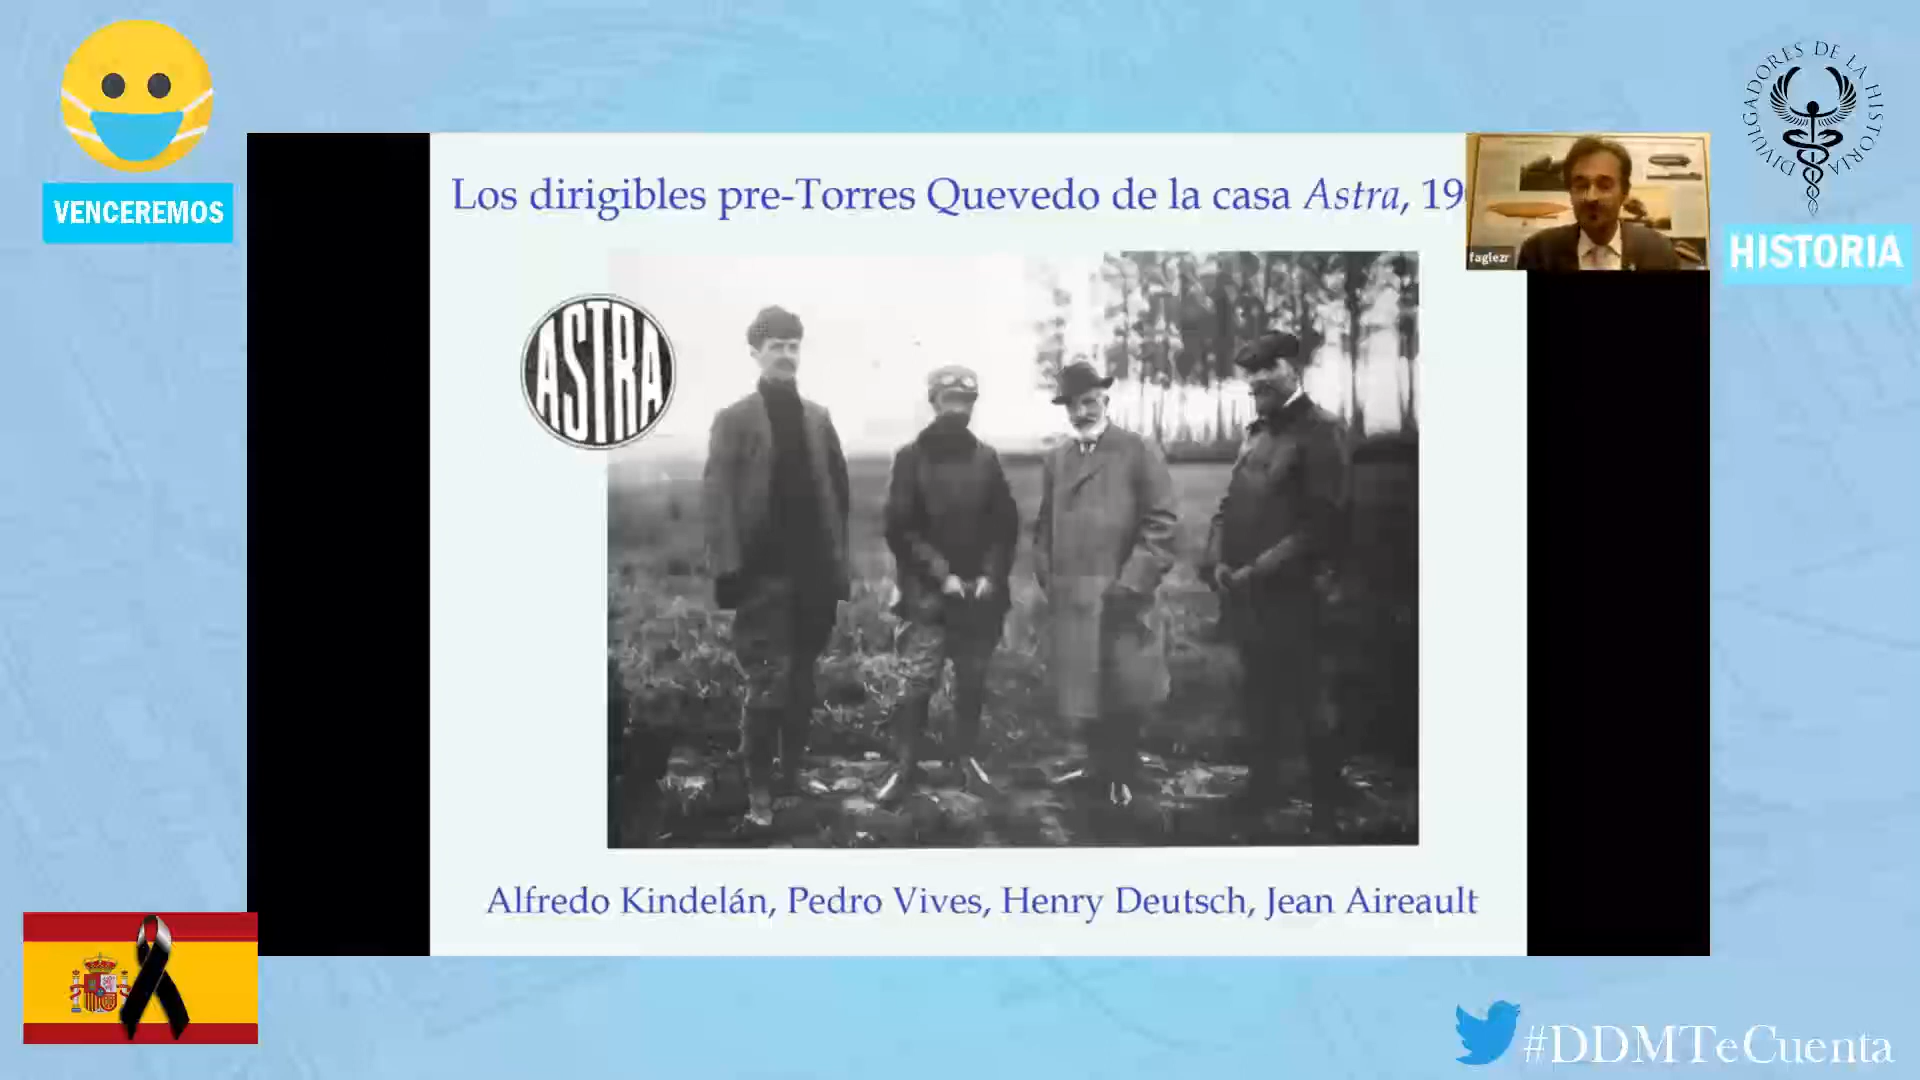 VENCEREMOS
DIVULGADORES DE LA HISTORIA
HISTORIA
Los dirigibles pre-Torres Quevedo de la casa Astra, 19
faglezr
ASTRA
Alfredo Kindelán, Pedro Vives, Henry Deutsch, Jean Aireault
#DDMTeCuenta